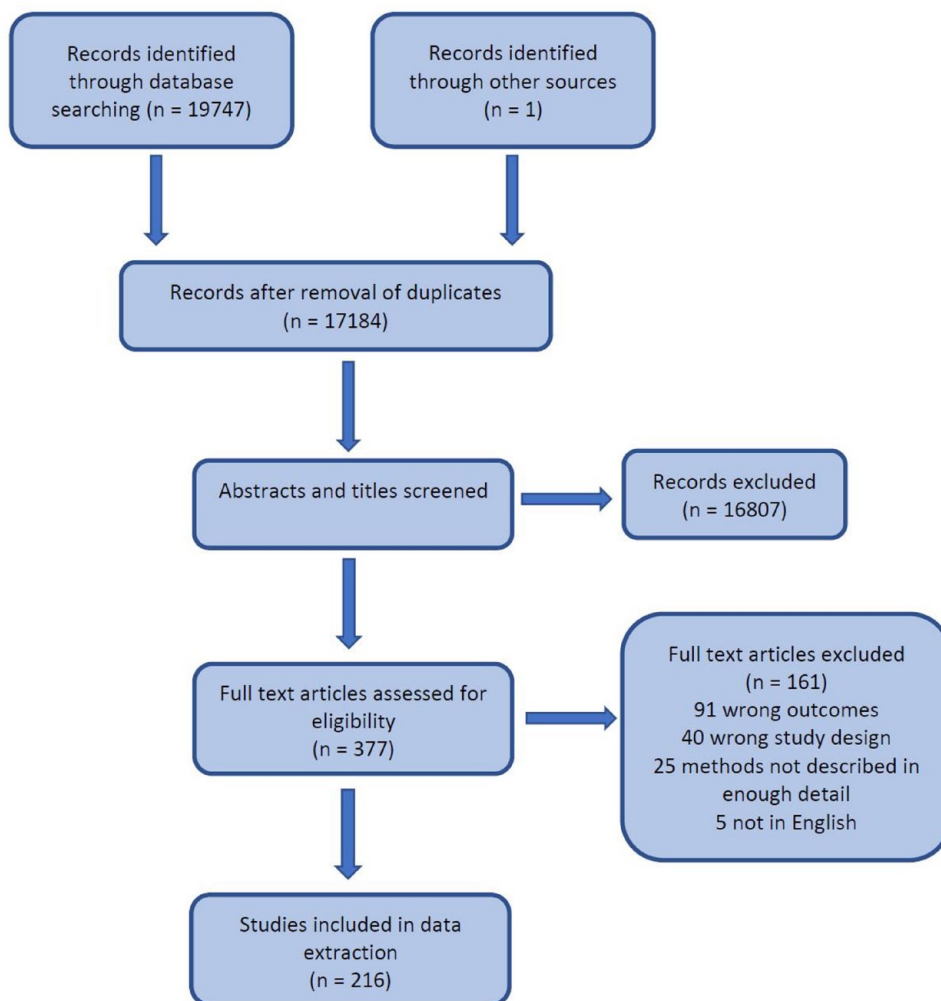 Records identified
through database
searching (n = 19747)
Records identified
through other sources
(n = 1)
Records after removal of duplicates
(n = 17184)
Abstracts and titles screened
Records excluded
(n = 16807)
Full text articles assessed for
eligibility
(n = 377)
Full text articles excluded
(n = 161)
91 wrong outcomes
40 wrong study design
25 methods not described in
enough detail
5 not in English
Studies included in data
extraction
(n = 216)